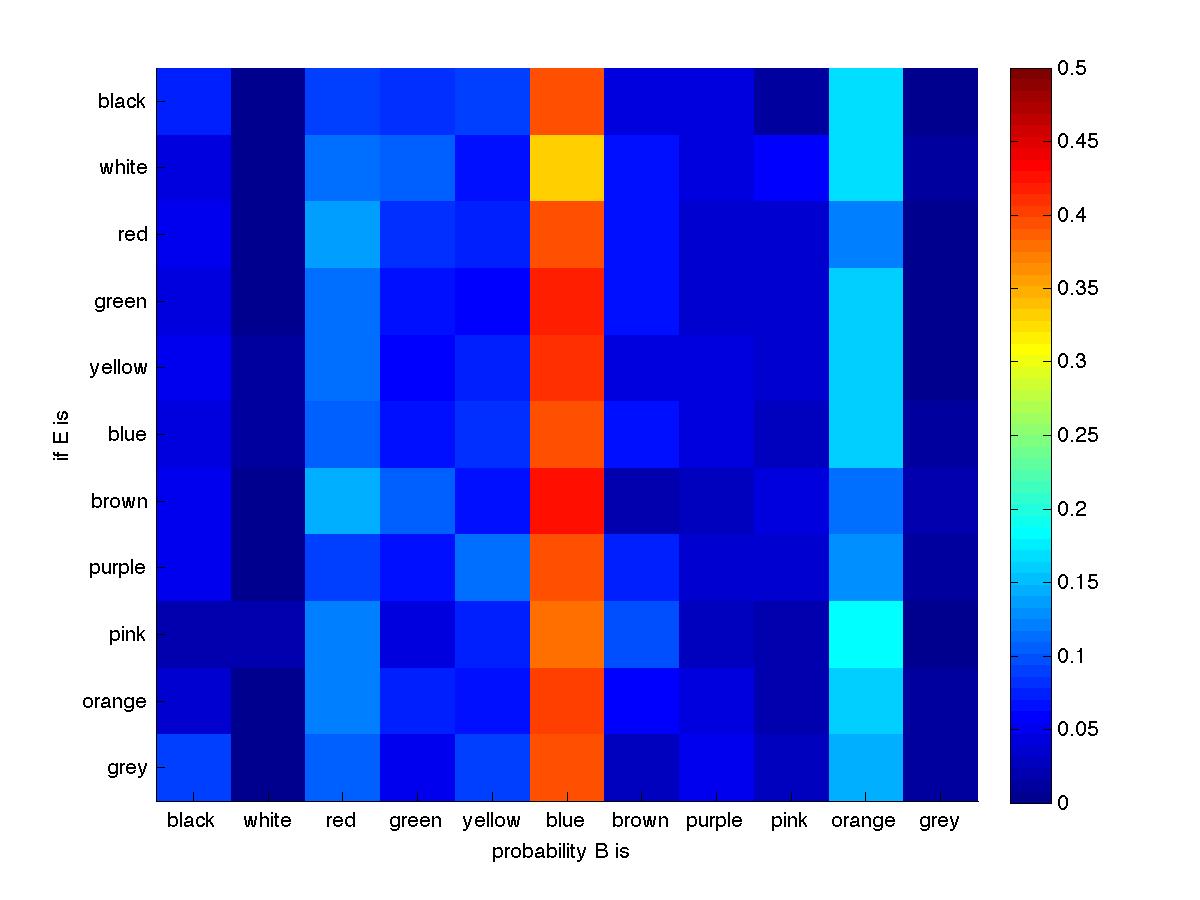 black
white
red
green
yellow
blue
brown
purple
pink
orange
grey
if E is
black white red green yellow blue brown purple pink orange grey
probability B is
0.5
0.45
0.4
0.35
0.3
0.25
0.2
0.15
0.1
0.05
0